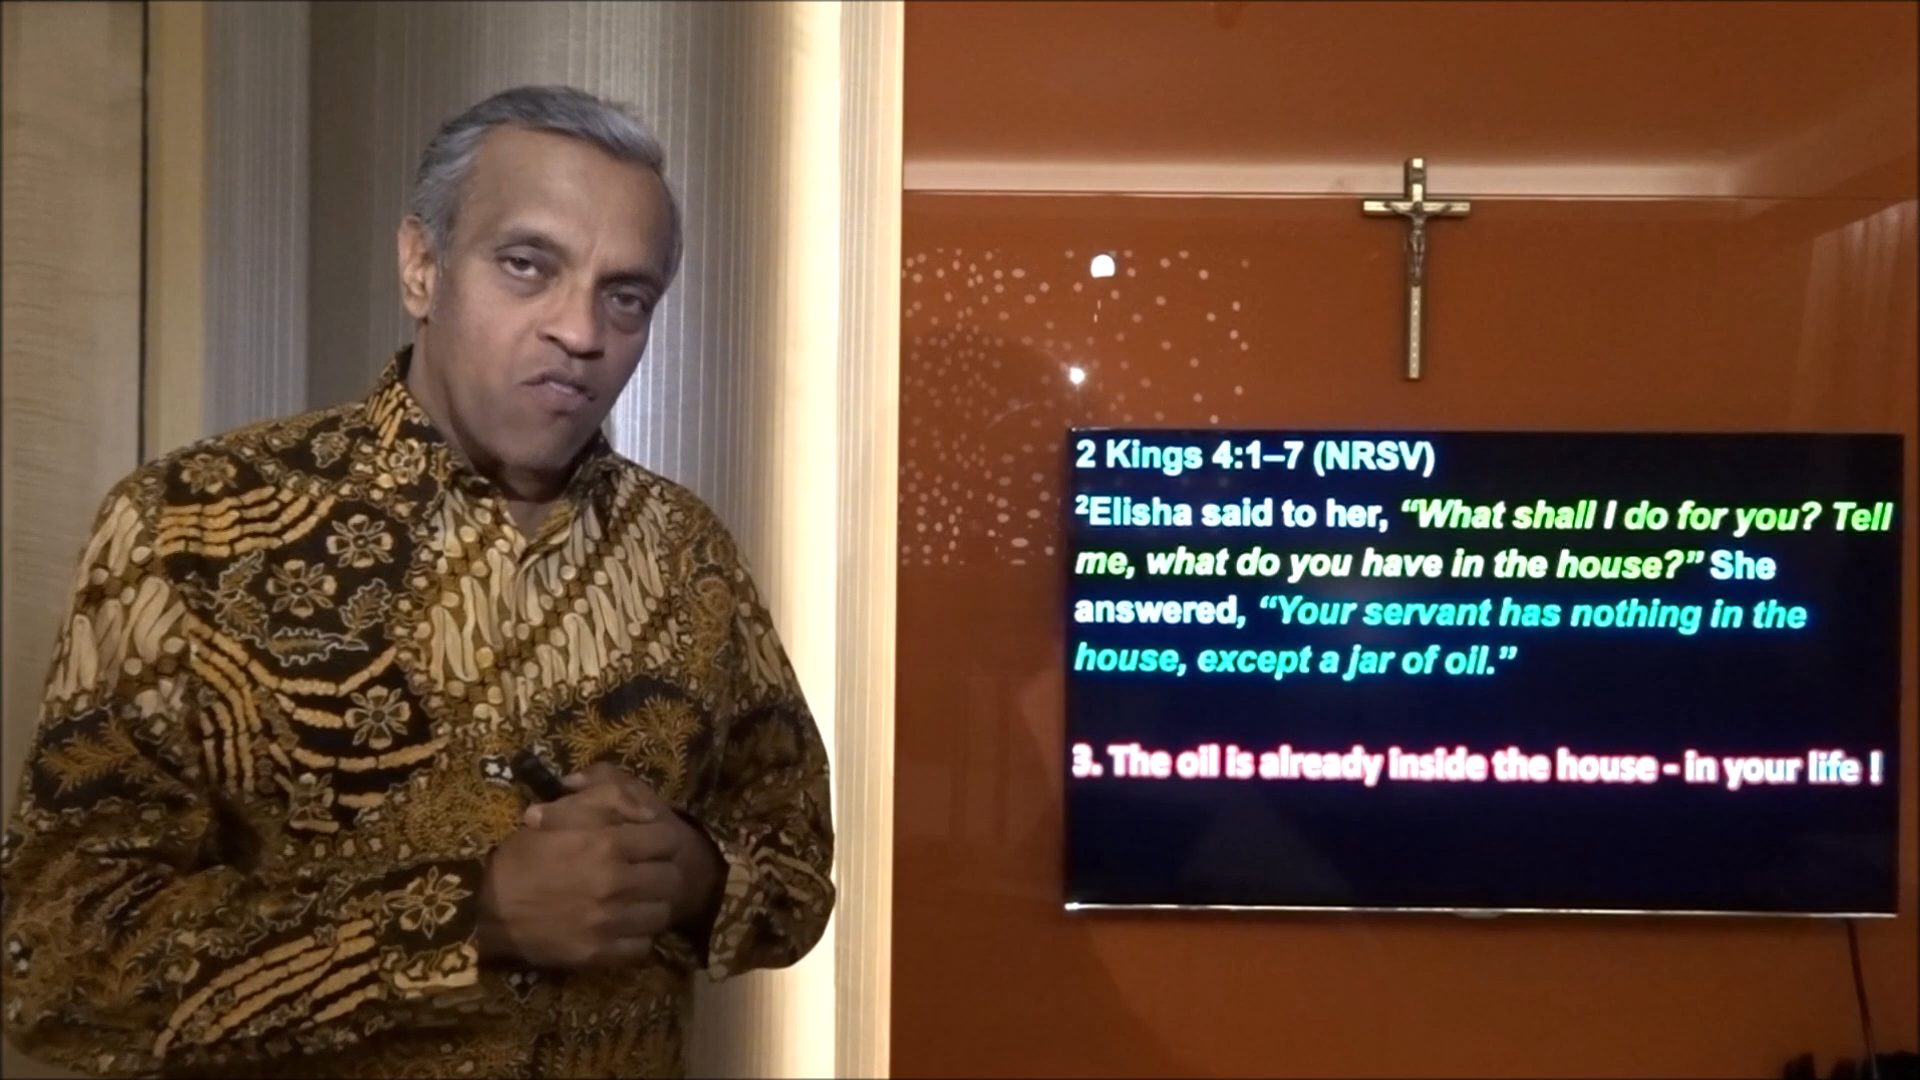 2 Kings 4:1–7 (NRSV)
²Elisha said to her, “What shall I do for you? Tell
me, what do you have in the house?” She
answered, “Your servant has nothing in the
house, except a jar of oil.”
3. The oil is already inside the house - in your life !